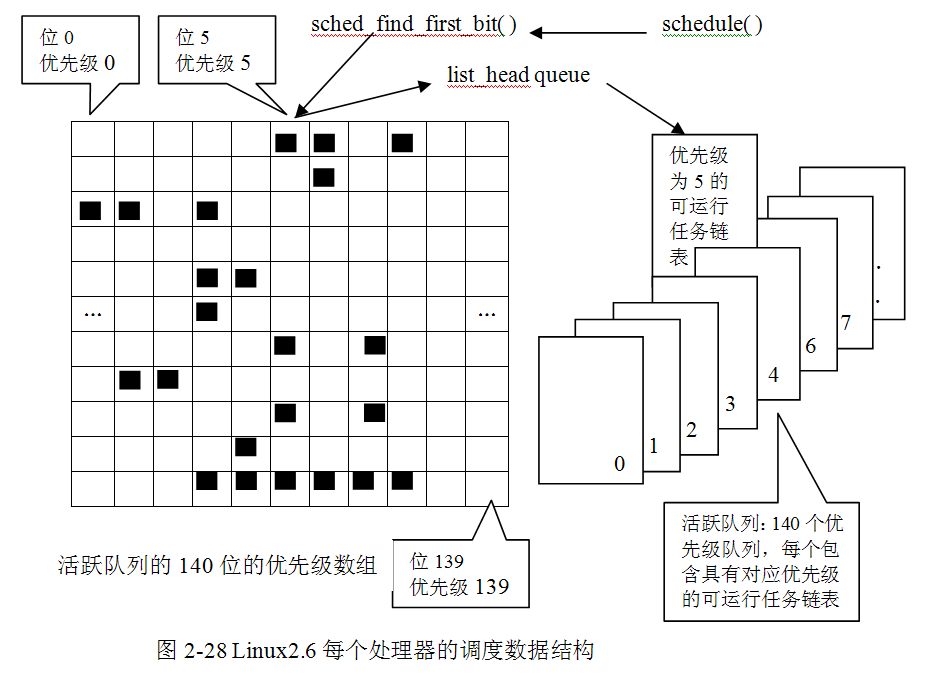 位 0
优先级 0
位 5
优先级 5
sched_find_first_bit( )
schedule( )
list_head queue
优先级
为 5 的
可运行
任务链
表
...
...
.
.
7
6
4
3
2
1
0
活跃队列的 140 位的优先级数组
位 139
优先级 139
活跃队列: 140 个优
先级队列，每个包
含具有对应优先级
的可运行任务链表
图 2-28 Linux2.6 每个处理器的调度数据结构